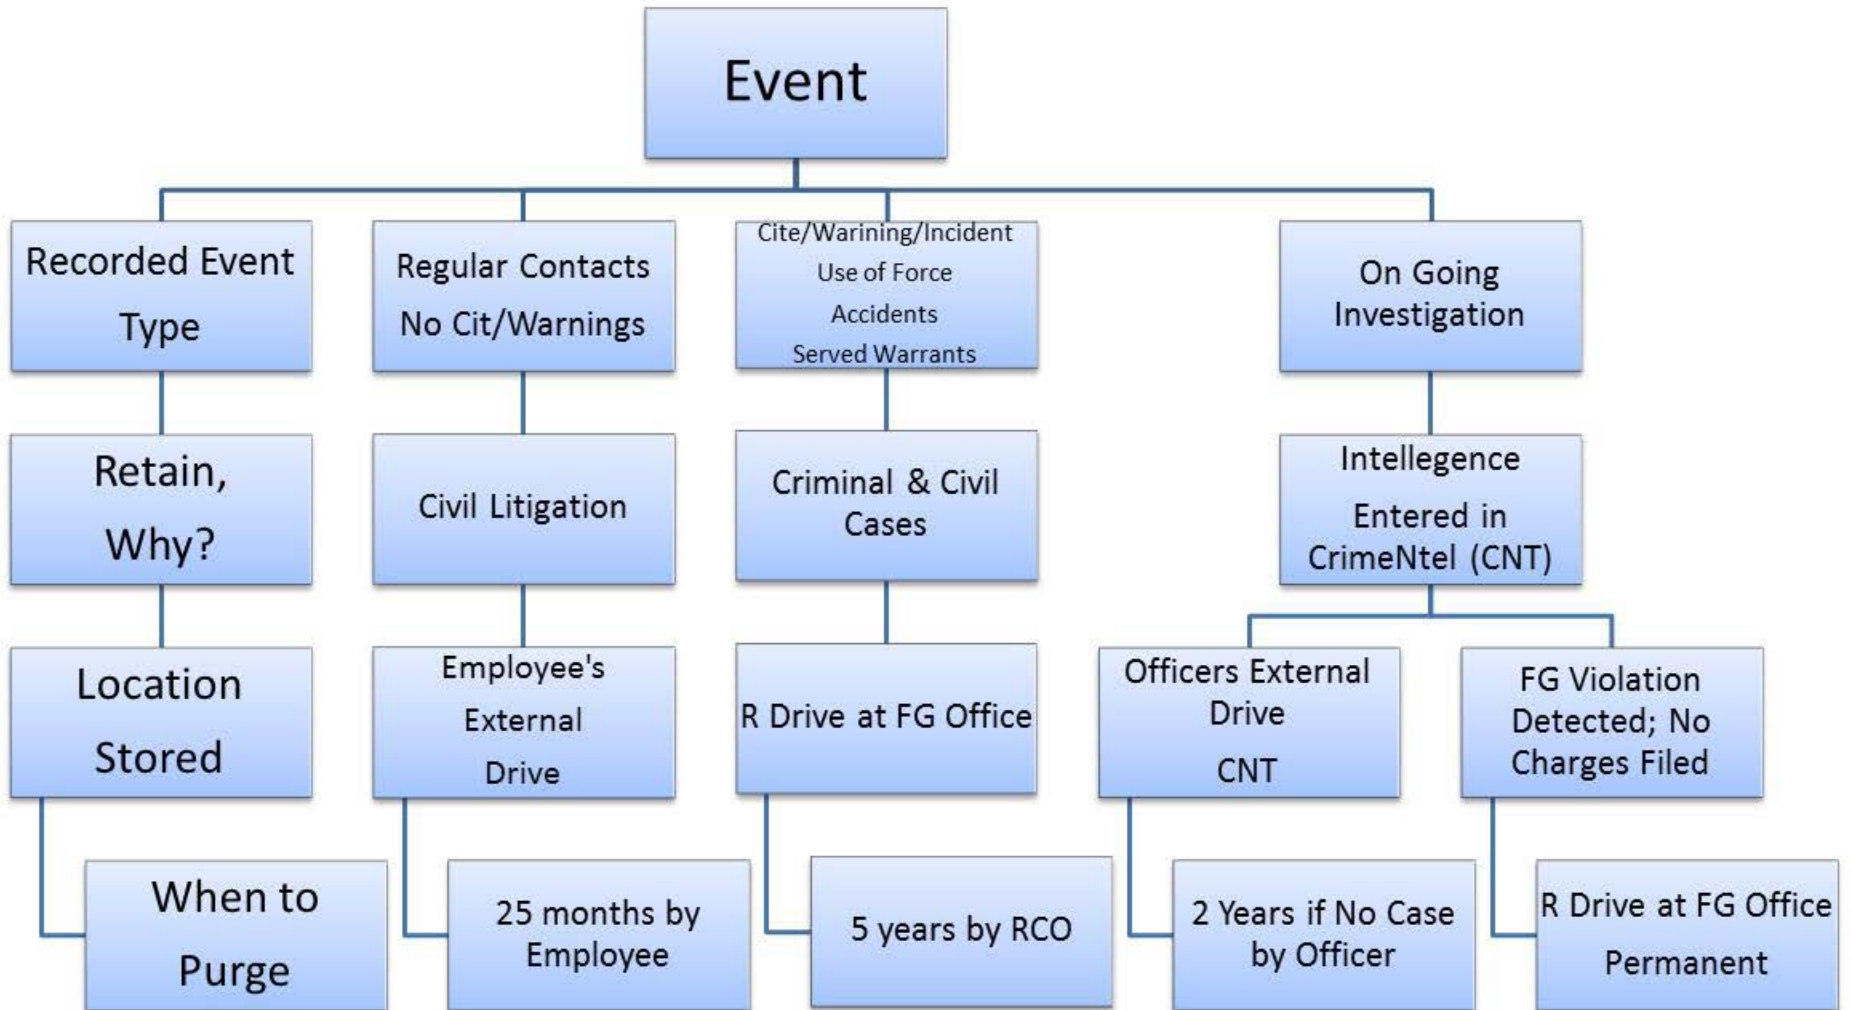 Event
Recorded Event
Type
Regular Contacts
No Cit/Warnings
Cite/Warining/Incident
Use of Force
Accidents
Served Warrants
On Going
Investigation
Retain,
Why?
Civil Litigation
Criminal & Civil
Cases
Intellegence
Entered in
CrimeNtel (CNT)
Location
Stored
Employee's
External
Drive
R Drive at FG Office
Officers External
Drive
CNT
FG Violation
Detected; No
Charges Filed
When to
Purge
25 months by
Employee
5 years by RCO
2 Years if No Case
by Officer
R Drive at FG Office
Permanent